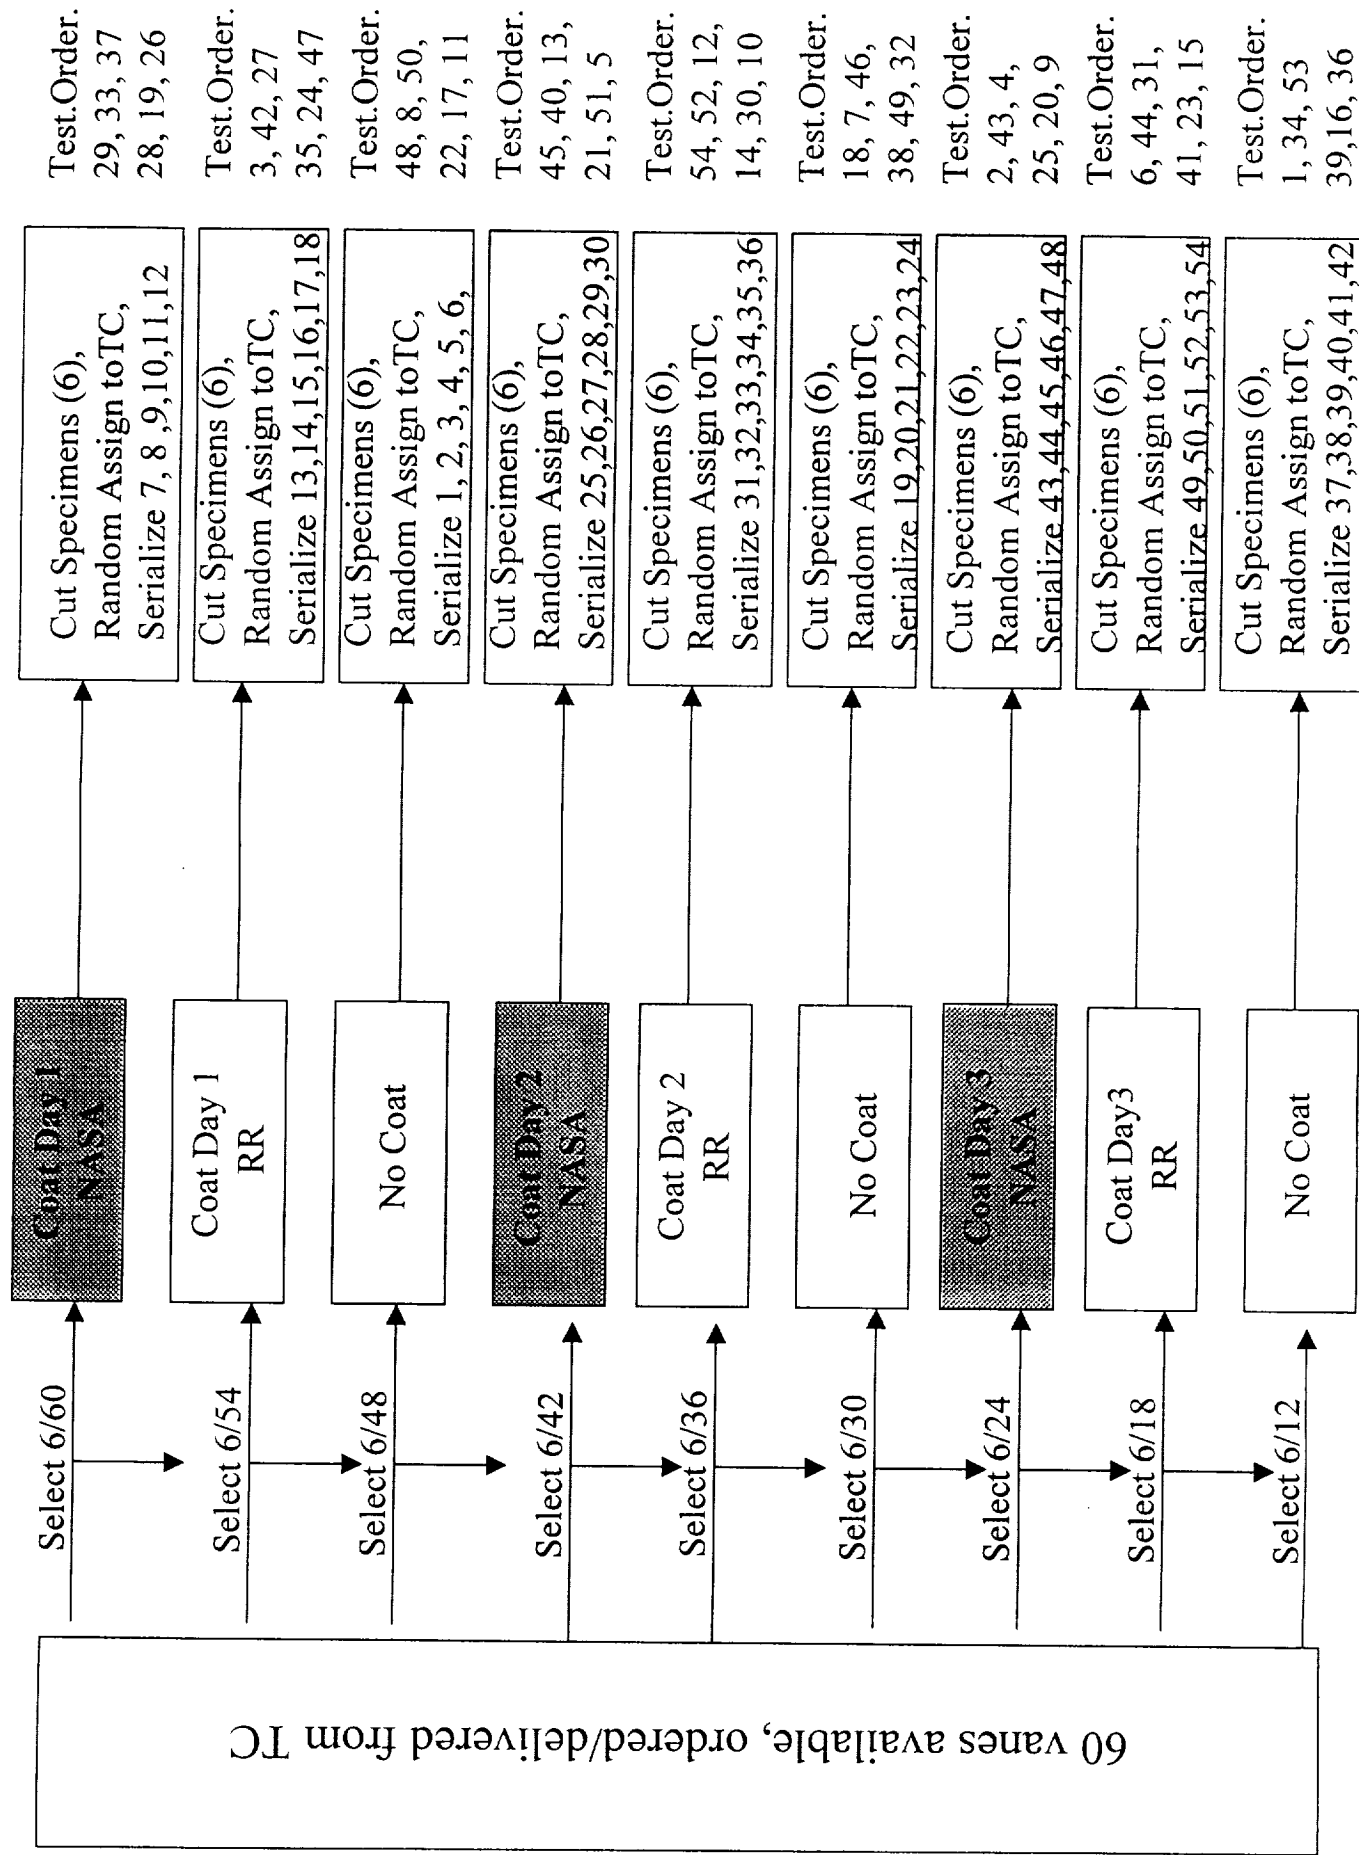 60 vanes available, ordered/delivered from TC
Select 6/60
Coat Day 1
NASA
Cut Specimens (6),
Random Assign toTC,
Serialize 7, 8 ,9,10,11,12
Test.Order.
29, 33, 37
28, 19, 26
Select 6/54
Coat Day 1
RR
Cut Specimens (6),
Random Assign toTC,
Serialize 13,14,15,16,17,18
Test.Order.
3, 42, 27
35, 24, 47
Select 6/48
No Coat
Cut Specimens (6),
Random Assign toTC,
Serialize 1, 2, 3, 4, 5, 6,
Test.Order.
48, 8, 50,
22, 17, 11
Select 6/42
Coat Day 2
NASA
Cut Specimens (6),
Random Assign toTC,
Serialize 25,26,27,28,29,30
Test.Order.
45, 40, 13,
21, 51, 5
Select 6/36
Coat Day 2
RR
Cut Specimens (6),
Random Assign toTC,
Serialize 31,32,33,34,35,36
Test.Order.
54, 52, 12,
14, 30, 10
Select 6/30
No Coat
Cut Specimens (6),
Random Assign toTC,
Serialize 19,20,21,22,23,24
Test.Order.
18, 7, 46,
38, 49, 32
Select 6/24
Coat Day 3
NASA
Cut Specimens (6),
Random Assign toTC,
Serialize 43,44,45,46,47,48
Test.Order.
2, 43, 4,
25, 20, 9
Select 6/18
Coat Day3
RR
Cut Specimens (6),
Random Assign toTC,
Serialize 49,50,51,52,53,54
Test.Order.
6, 44, 31,
41, 23, 15
Select 6/12
No Coat
Cut Specimens (6),
Random Assign toTC,
Serialize 37,38,39,40,41,42
Test.Order.
1, 34, 53
39,16, 36